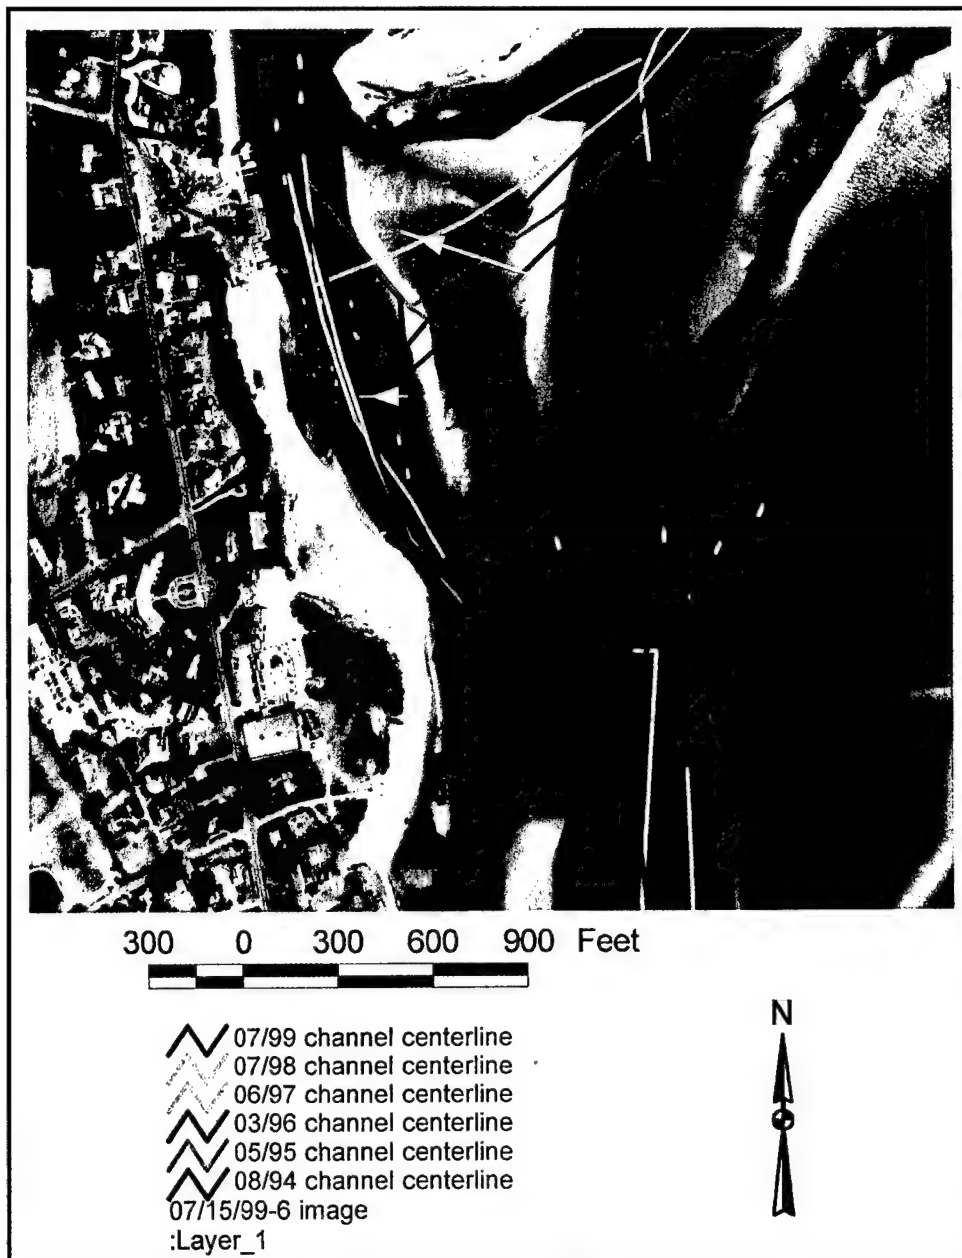 300 0 300 600 900 Feet
07/99 channel centerline
07/98 channel centerline
06/97 channel centerline
03/96 channel centerline
05/95 channel centerline
08/94 channel centerline
07/15/99-6 image
:Layer_1
N